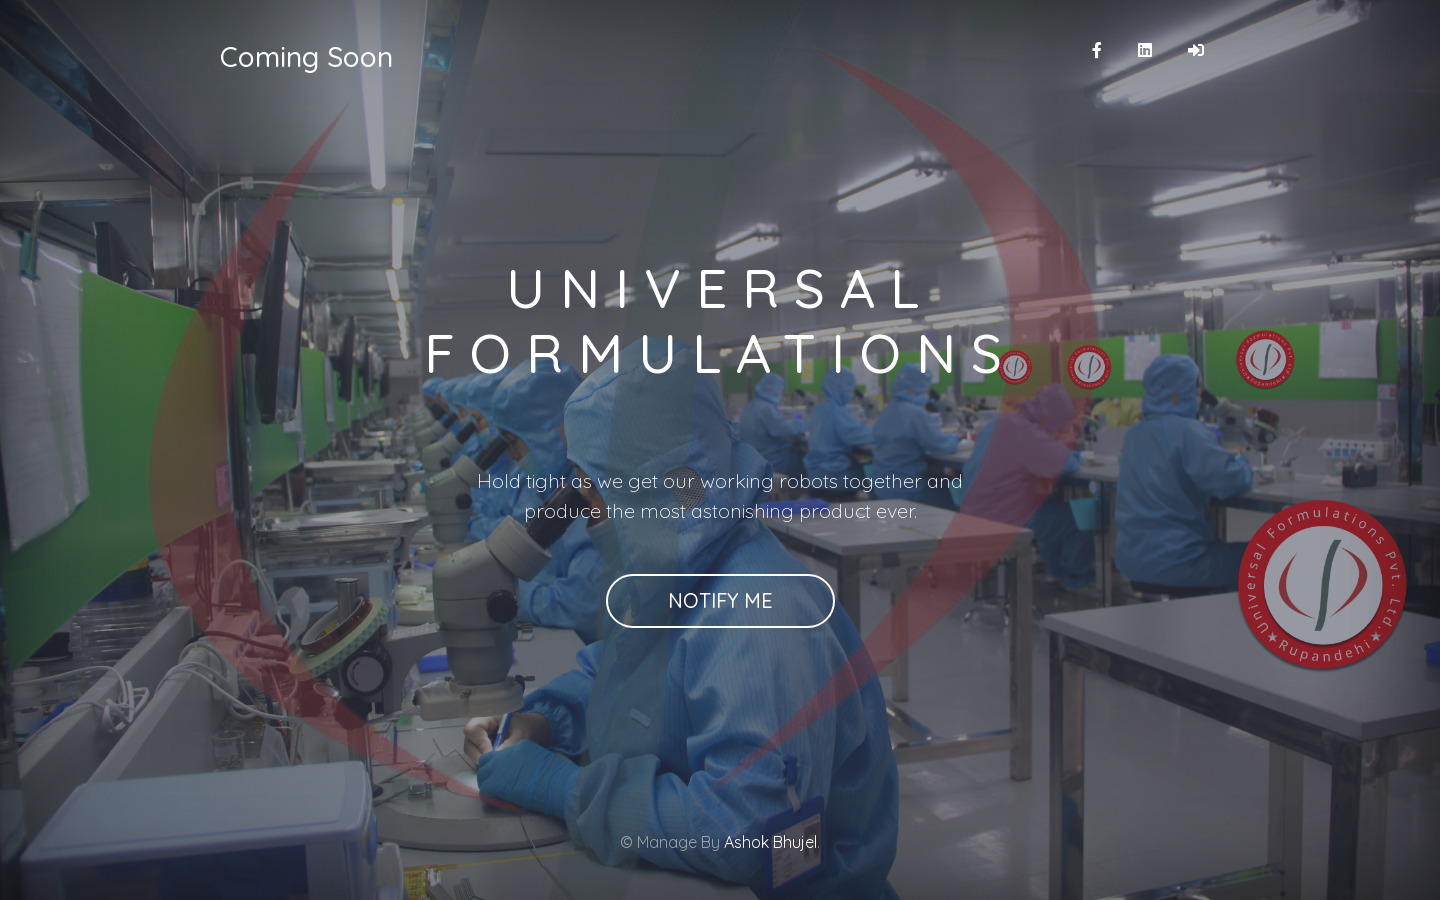 Coming Soon
UNIVERSAL
FORMULATIONS
Hold tight as we get our working robots together and
produce the most astonishing product ever.
NOTIFY ME
Universal Formulations Pvt. Ltd.
★Rupandehi★
© Manage By Ashok Bhujel.